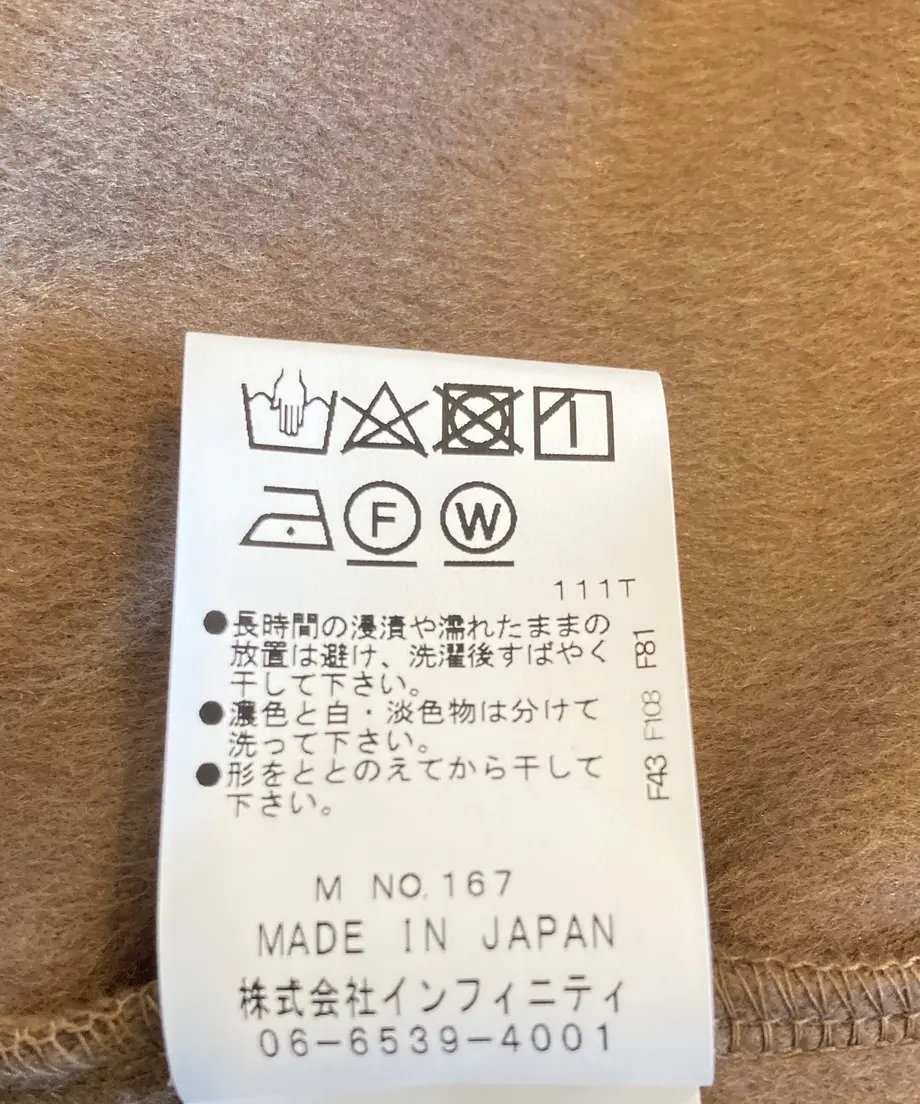 F
W
111T
●長時間の浸漬や濡れたままの
放置は避け、洗濯後すばやく
干して下さい。
●濃色と白・淡色物は分けて
洗って下さい。
●形をととのえてから干して
下さい。
F43 F108 F81
M NO.167
MADE IN JAPAN
株式会社インフィニティ
06-6539-4001